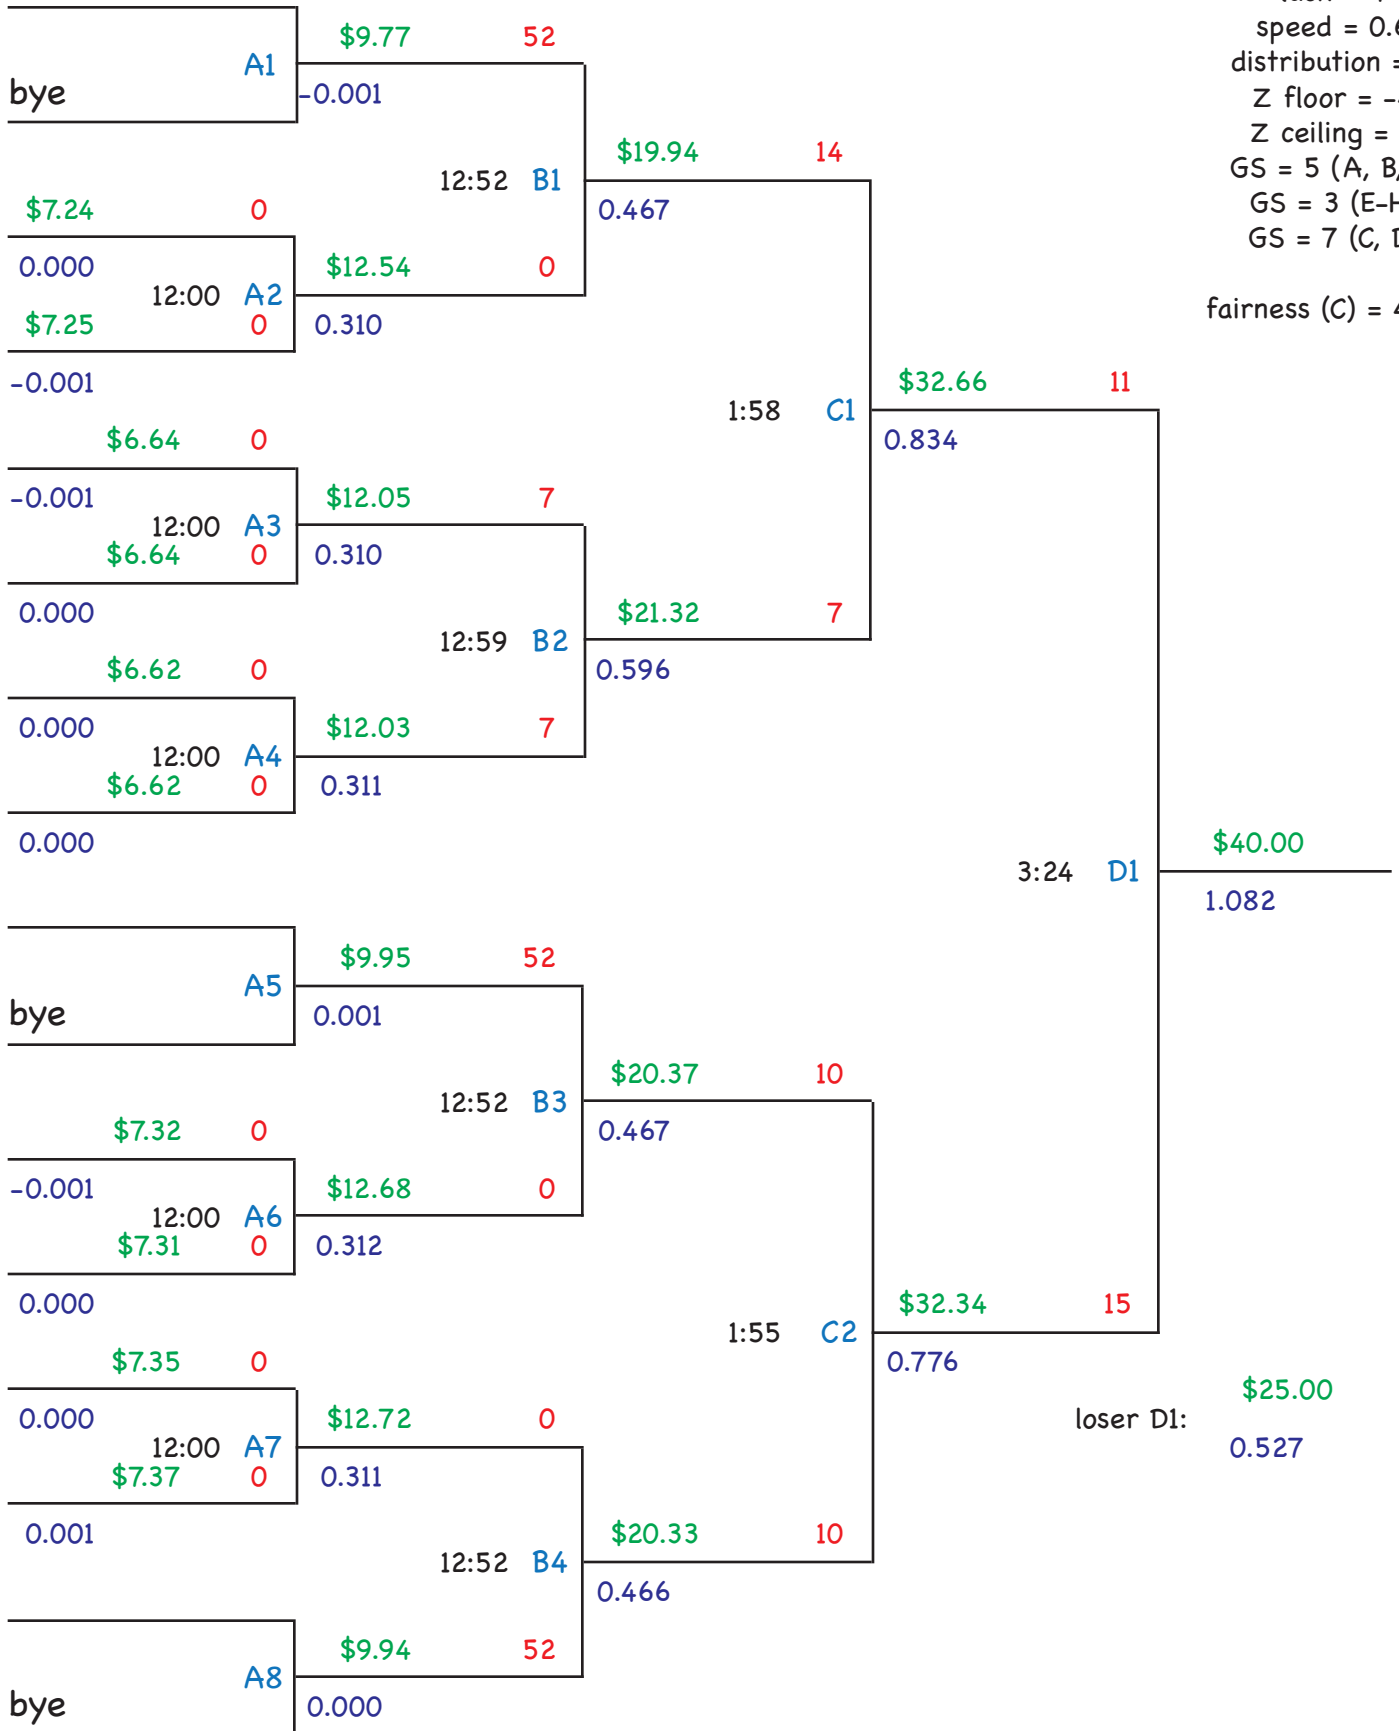 $9.77 52
speed = 0.6
A1
distribution =
bye -0.001
Z floor = -
Z ceiling =
$19.94 14
GS = 5 (A, B,
12:52 B1
$7.24 0
0.467
GS = 3 (E-H
GS = 7 (C, D
0.000 $12.54 0
12:00 A2
fairness (C) = 4
$7.25 0 0.310
-0.001
$32.66 11
1:58 C1
$6.64 0
0.834
-0.001 $12.05 7
12:00 A3
$6.64 0 0.310
0.000
$21.32 7
12:59 B2
$6.62 0
0.596
0.000 $12.03 7
12:00 A4
$6.62 0 0.311
0.000
$40.00
3:24 D1
1.082
$9.95 52
A5
bye 0.001
$20.37 10
12:52 B3
$7.32 0
0.467
-0.001 $12.68 0
12:00 A6
$7.31 0 0.312
0.000
$32.34 15
1:55 C2
$7.35 0
0.776
$25.00
0.000 $12.72 0
loser D1:
12:00 A7
0.527
$7.37 0 0.311
0.001
$20.33 10
12:52 B4
0.466
$9.94 52
A8
bye 0.000